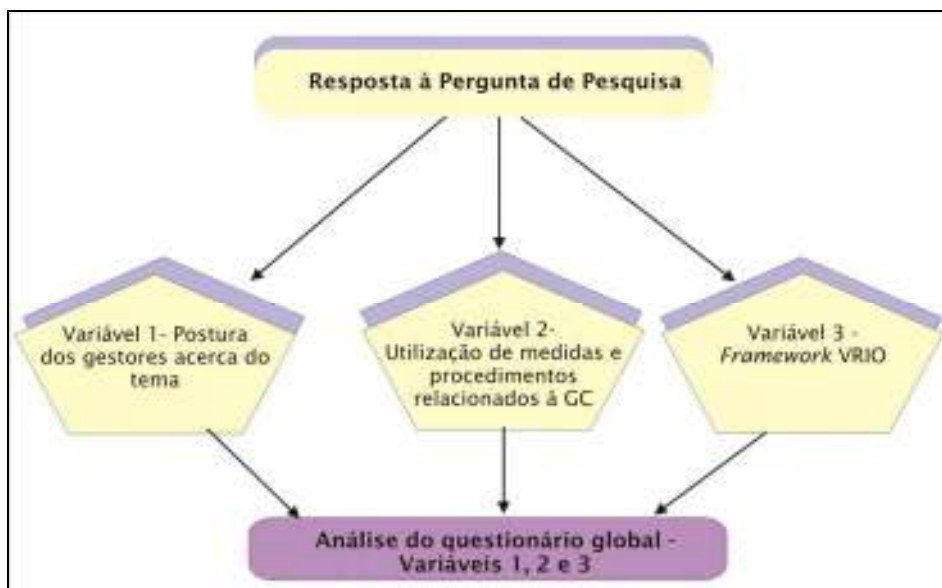 Resposta á Pergunta de Pesquisa
Variável 1- Postura
dos gestores acerca do
tema
Variável 2-
Utilização de medidas e
procedimentos
relacionados á GC
Variável 3 -
Framework VRIO
Análise do questionário global -
Variáveis 1, 2 e 3